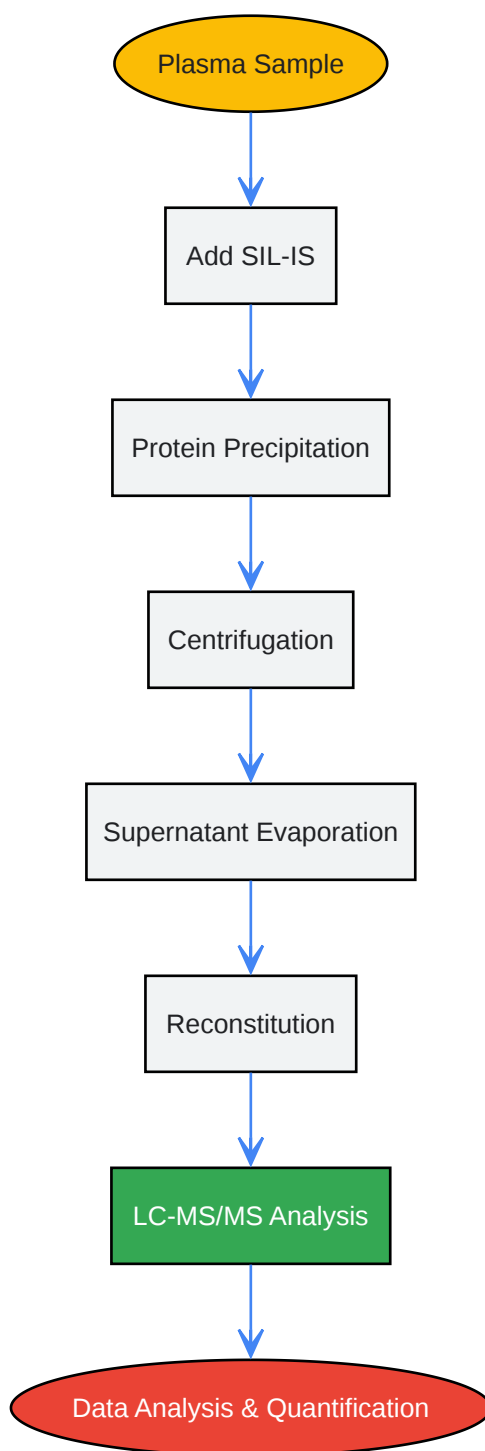 Plasma Sample
Add SIL-IS
Protein Precipitation
Centrifugation
Supernatant Evaporation
Reconstitution
LC-MS/MS Analysis
Data Analysis & Quantification